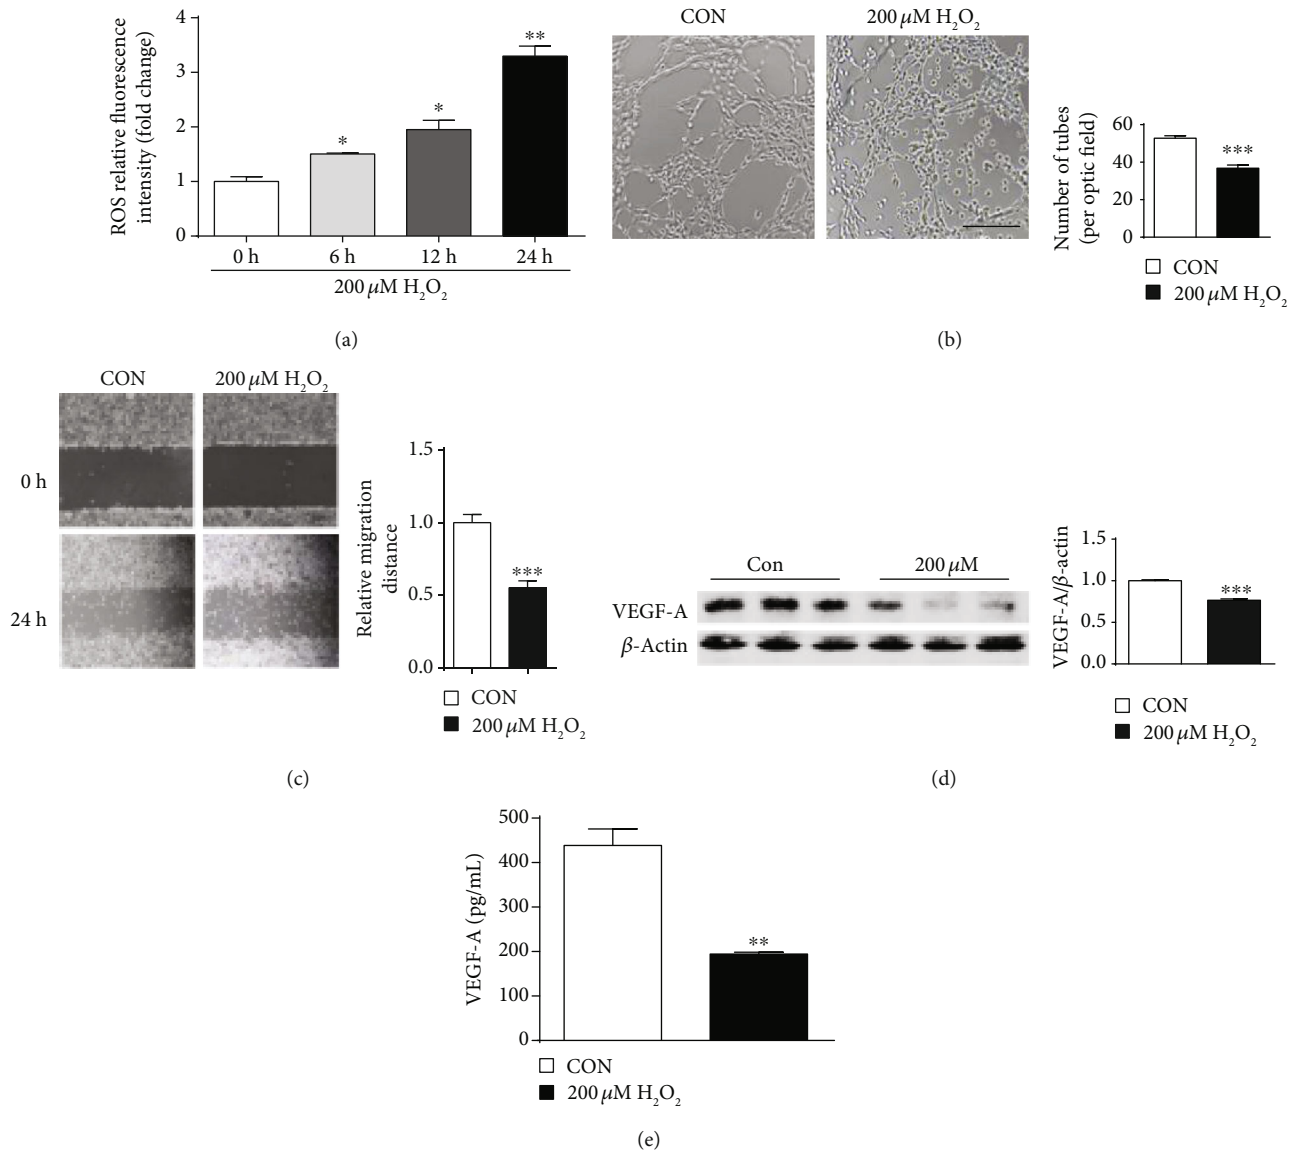 ROS relative fluorescence
intensity (fold change)
4
3
2
1
0
*
*
**
0 h
6 h
12 h
24 h
200 μM H₂O₂
(a)
CON
200 μM H₂O₂
Number of tubes
(per optic field)
60
40
20
0
***
CON
200 μM H₂O₂
(b)
CON
200 μM H₂O₂
0 h
24 h
Relative migration
distance
1.5
1.0
0.5
0.0
***
CON
200 μM H₂O₂
(c)
Con
200 μM
VEGF-A
β-Actin
VEGF-A/β-actin
1.5
1.0
0.5
0.0
***
CON
200 μM H₂O₂
(d)
VEGF-A (pg/mL)
500
400
300
200
100
0
**
CON
200 μM H₂O₂
(e)